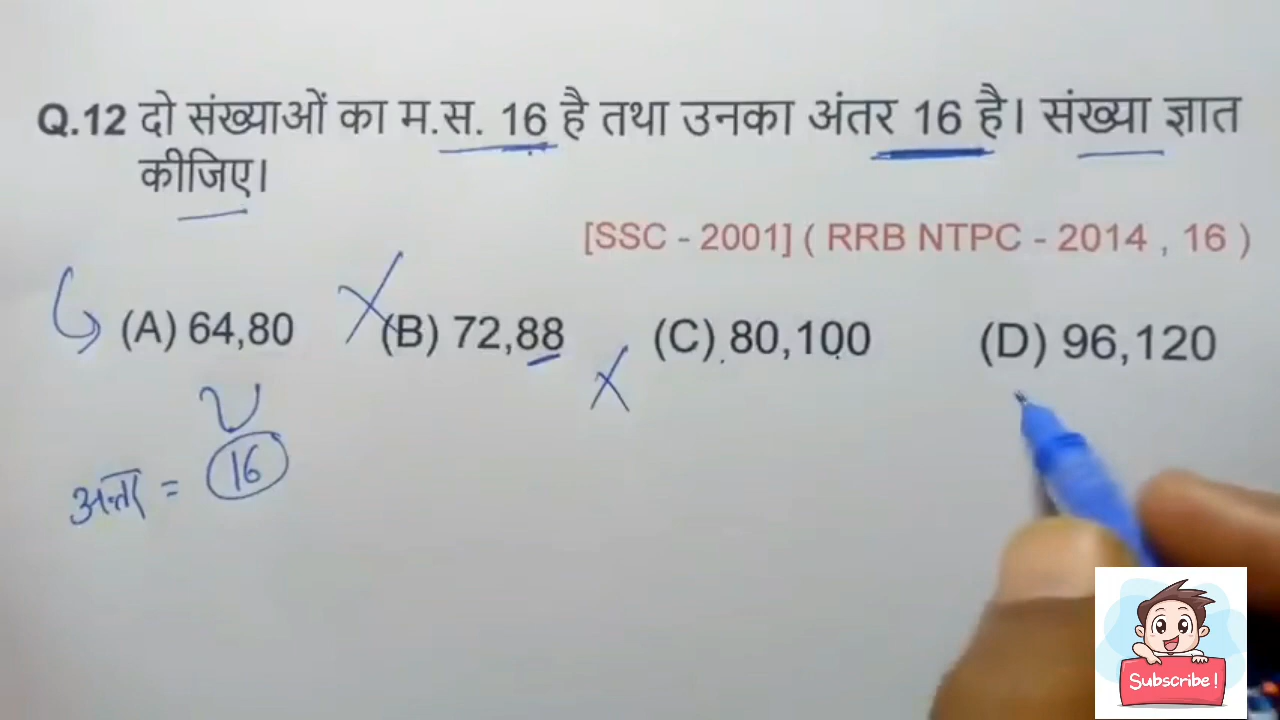 Q.12 दो संख्याओं का म.स. 16 है तथा उनका अंतर 16 है। संख्या ज्ञात
कीजिए।
[SSC - 2001] ( RRB NTPC - 2014 , 16 )
(A) 64,80 (B) 72,88 (C) 80,100 (D) 96,120
अन्तर = 16
Subscribe!